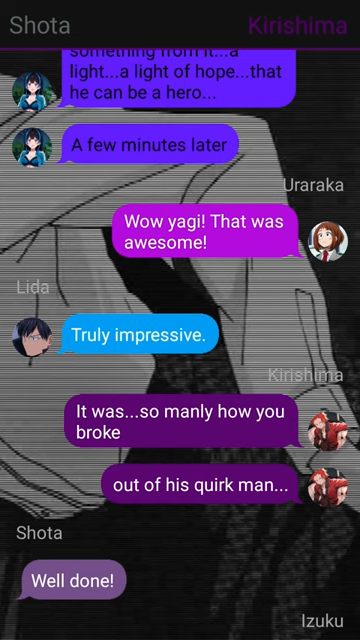 Shota
Kirishima
something from it...a
light...a light of hope...that
he can be a hero...
A few minutes later
Uraraka
Wow yagi! That was
awesome!
Lida
Truly impressive.
Kirishima
It was...so manly how you
broke
out of his quirk man...
Shota
Well done!
Izuku